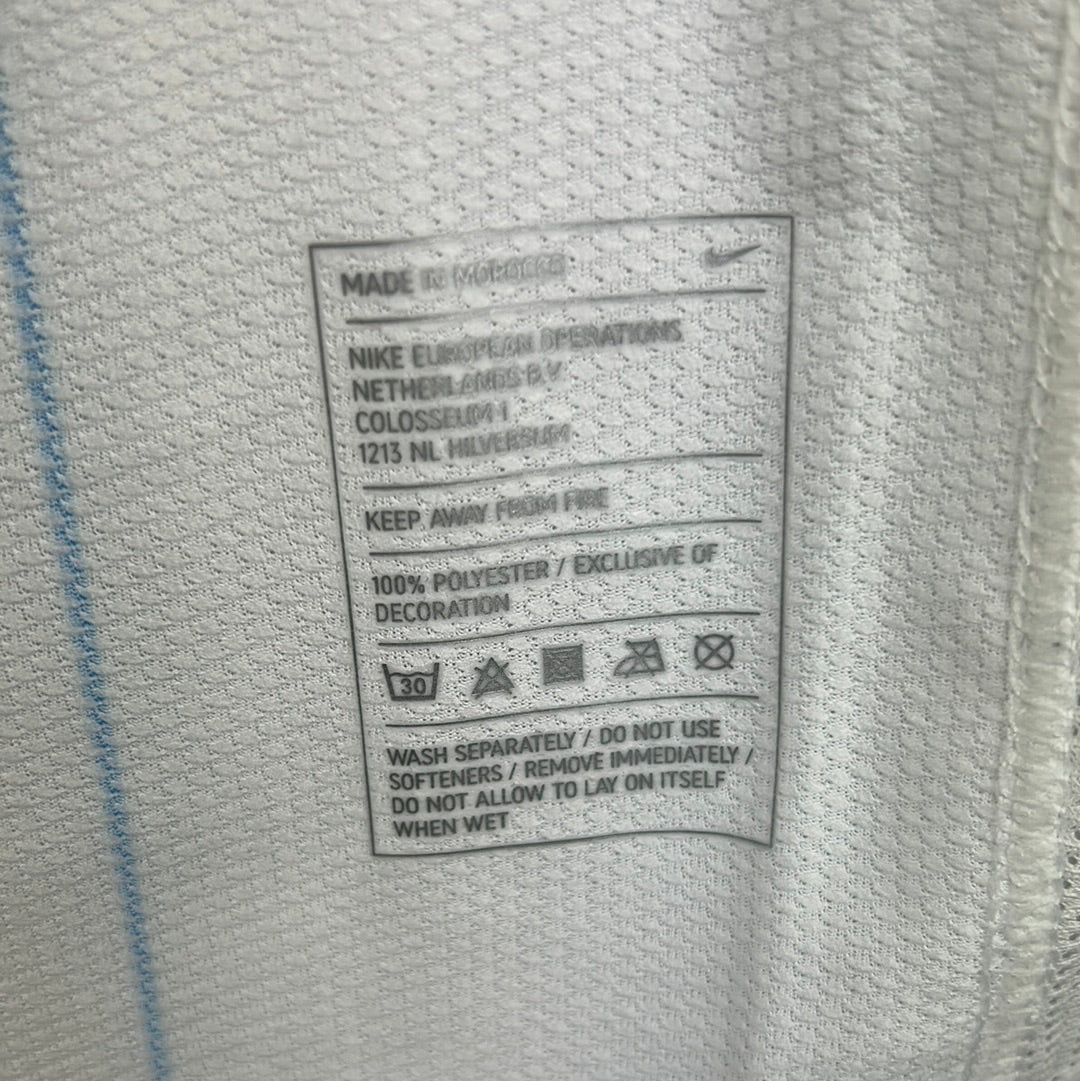 MADE IN MOROCCO
NIKE EUROPEAN OPERATIONS
NETHERLANDS B.V.
COLOSSEUM 1
1213 NL HILVERSUM
KEEP AWAY FROM FIRE
100% POLYESTER / EXCLUSIVE OF
DECORATION
30
WASH SEPARATELY / DO NOT USE
SOFTENERS / REMOVE IMMEDIATELY /
DO NOT ALLOW TO LAY ON ITSELF
WHEN WET